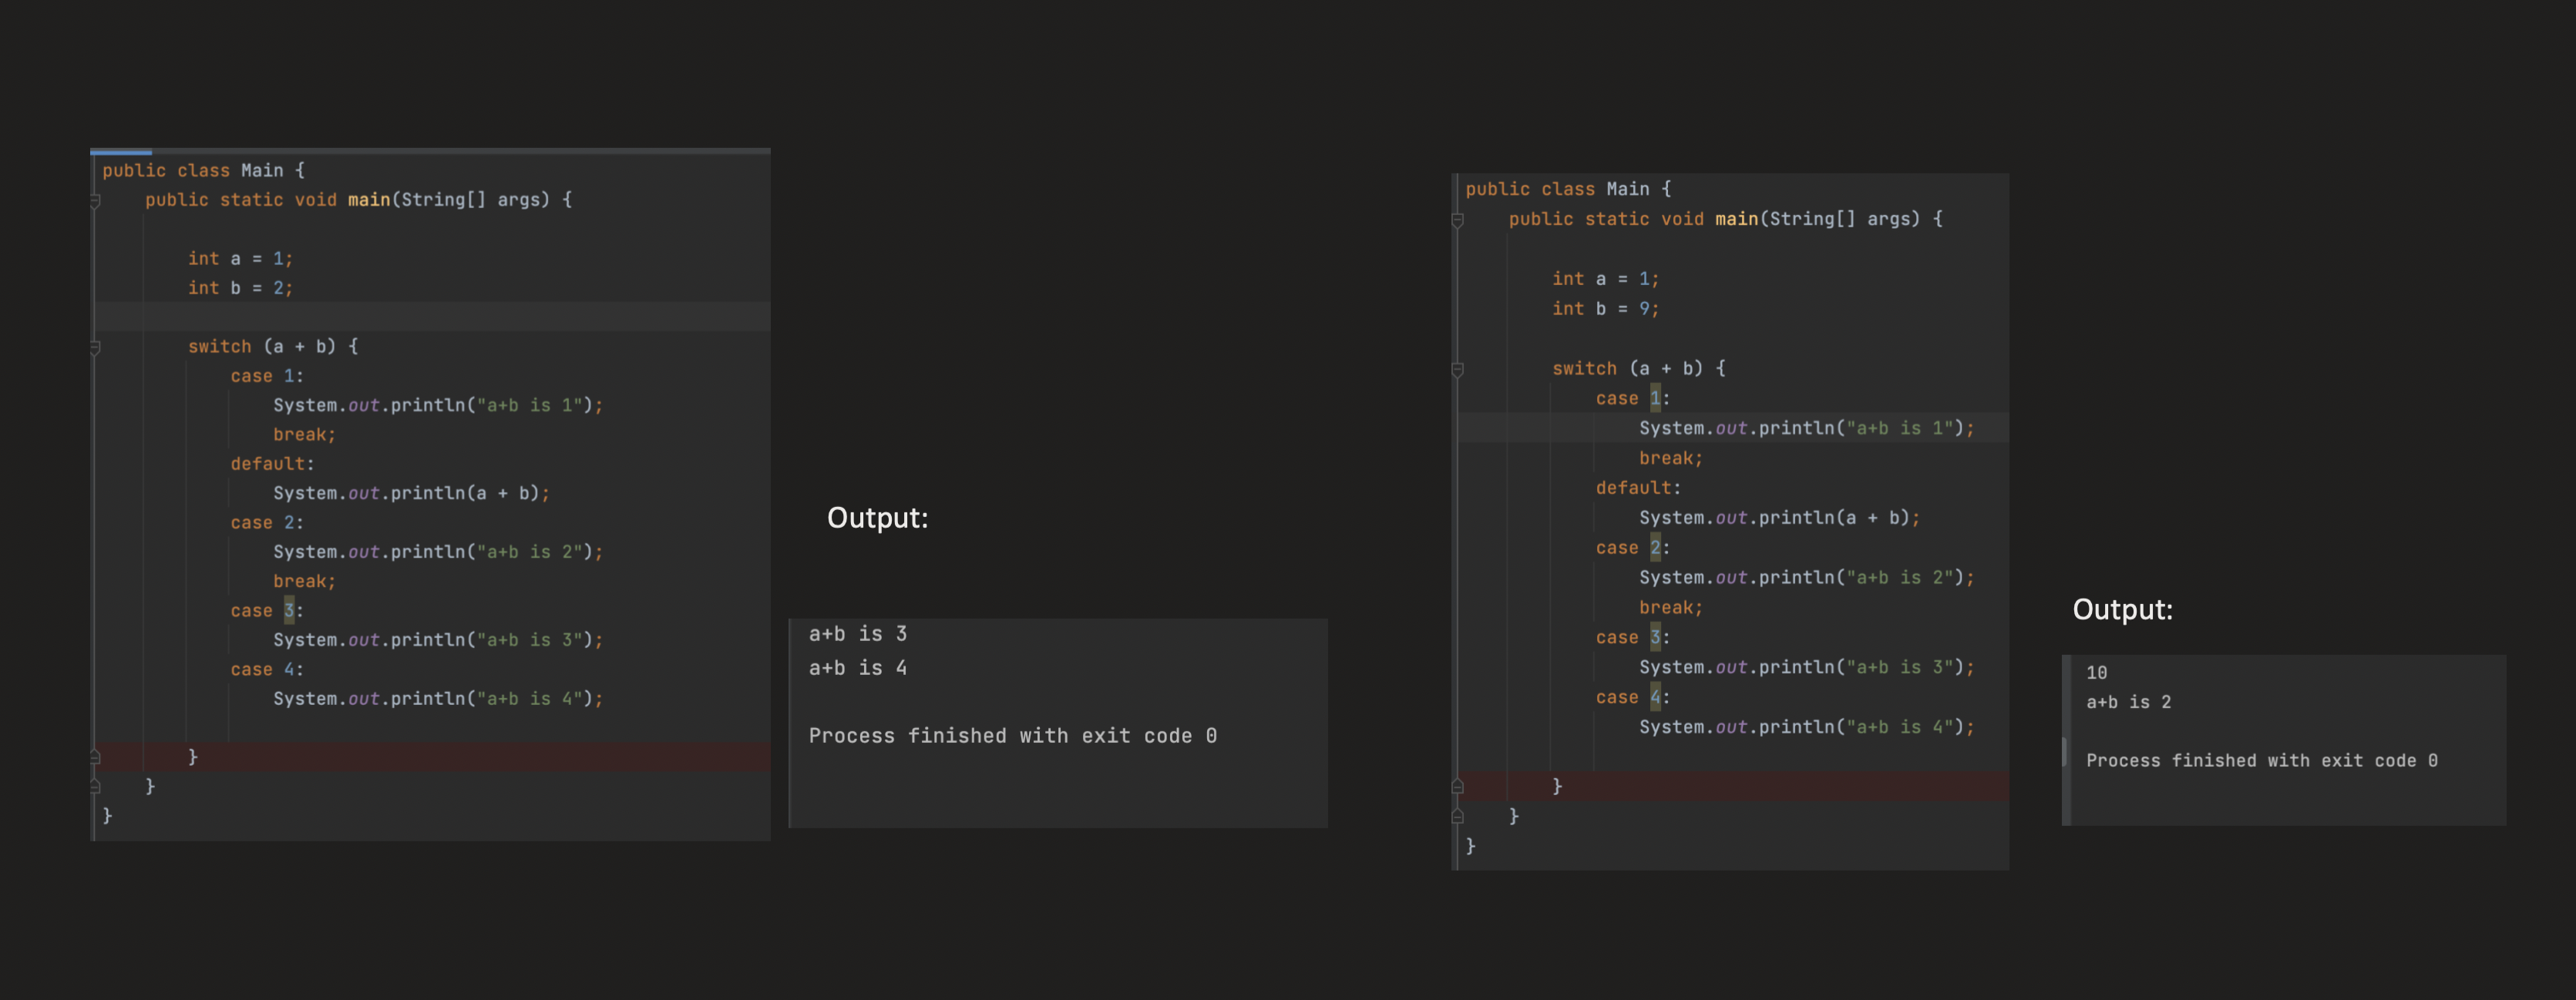 public class Main {
public static void main(String[] args) {
int a = 1;
int b = 2;
switch (a + b) {
case 1:
System.out.println("a+b is 1");
break;
default:
System.out.println(a + b);
case 2:
System.out.println("a+b is 2");
break;
case 3:
System.out.println("a+b is 3");
case 4:
System.out.println("a+b is 4");
}
}
}
Output:
a+b is 3
a+b is 4
Process finished with exit code 0
public class Main {
public static void main(String[] args) {
int a = 1;
int b = 9;
switch (a + b) {
case 1:
System.out.println("a+b is 1");
break;
default:
System.out.println(a + b);
case 2:
System.out.println("a+b is 2");
break;
case 3:
System.out.println("a+b is 3");
case 4:
System.out.println("a+b is 4");
}
}
}
Output:
10
a+b is 2
Process finished with exit code 0